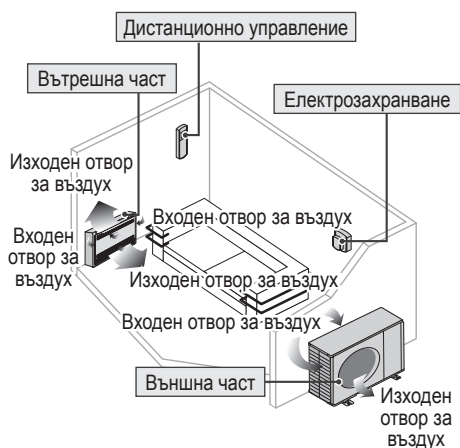 Дистанционно управление
Вътрешна част
Електрозахранване
Изходен отвор
за въздух
Входен отвор за въздух
Входен
отвор за
въздух
Изходен отвор за въздух
Входен отвор за въздух
Външна част
Изходен
отвор за
въздух